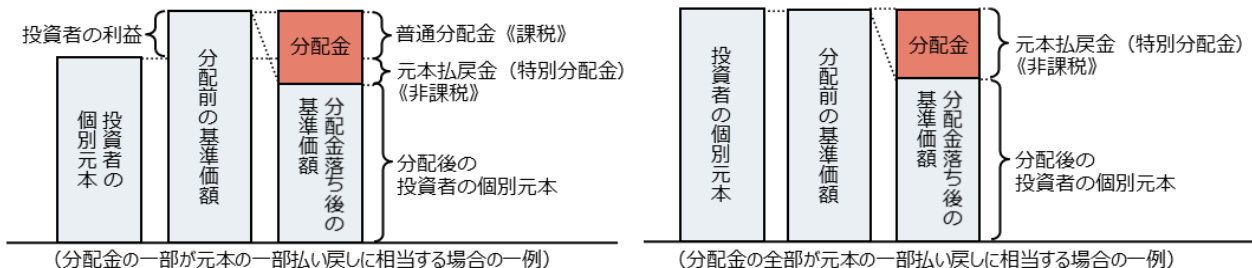 投資者の利益
投資者の
個別元本
分配前の基準価額
分配金
分配金落ち後の
基準価額
普通分配金《課税》
元本払戻金（特別分配金）
《非課税》
分配後の
投資者の個別元本
（分配金の一部が元本の一部払い戻しに相当する場合の一例）
投資者の個別元本
分配前の基準価額
分配金
分配金落ち後の
基準価額
元本払戻金（特別分配金）
《非課税》
分配後の
投資者の個別元本
（分配金の全部が元本の一部払い戻しに相当する場合の一例）